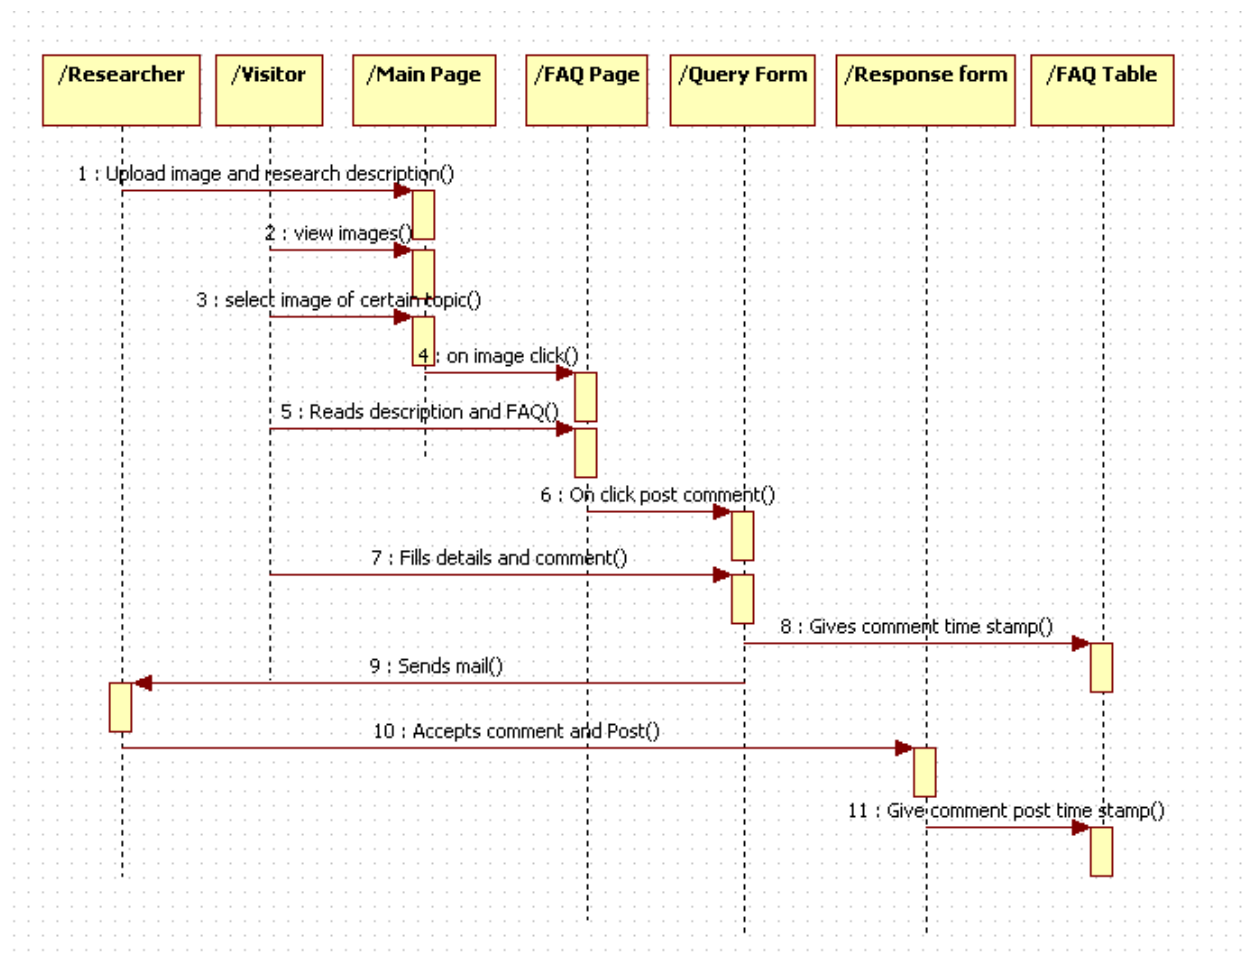 /Researcher
/Visitor
/Main Page
/FAQ Page
/Query Form
/Response form
/FAQ Table
1 : Upload image and research description()
2 : view images()
3 : select image of certain topic()
4 : on image click()
5 : Reads description and FAQ()
6 : On click post comment()
7 : Fills details and comment()
8 : Gives comment time stamp()
9 : Sends mail()
10 : Accepts comment and Post()
11 : Give comment post time stamp()